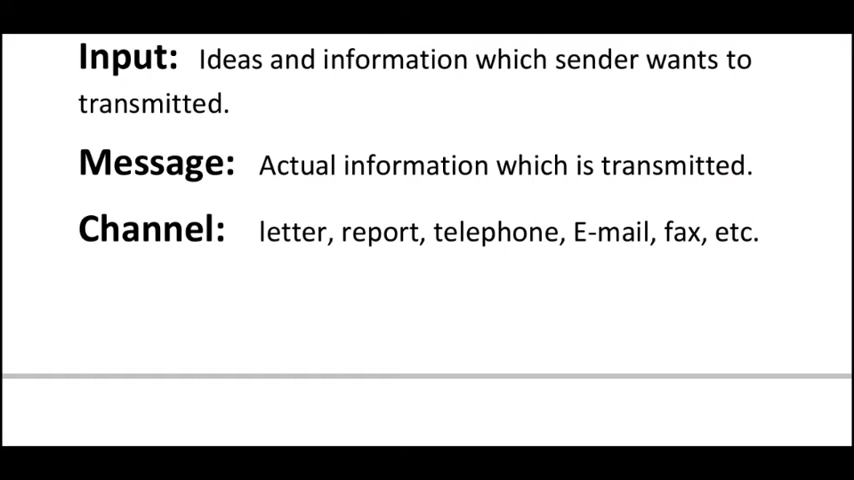 Input: Ideas and information which sender wants to
transmitted.
Message: Actual information which is transmitted.
Channel: letter, report, telephone, E-mail, fax, etc.